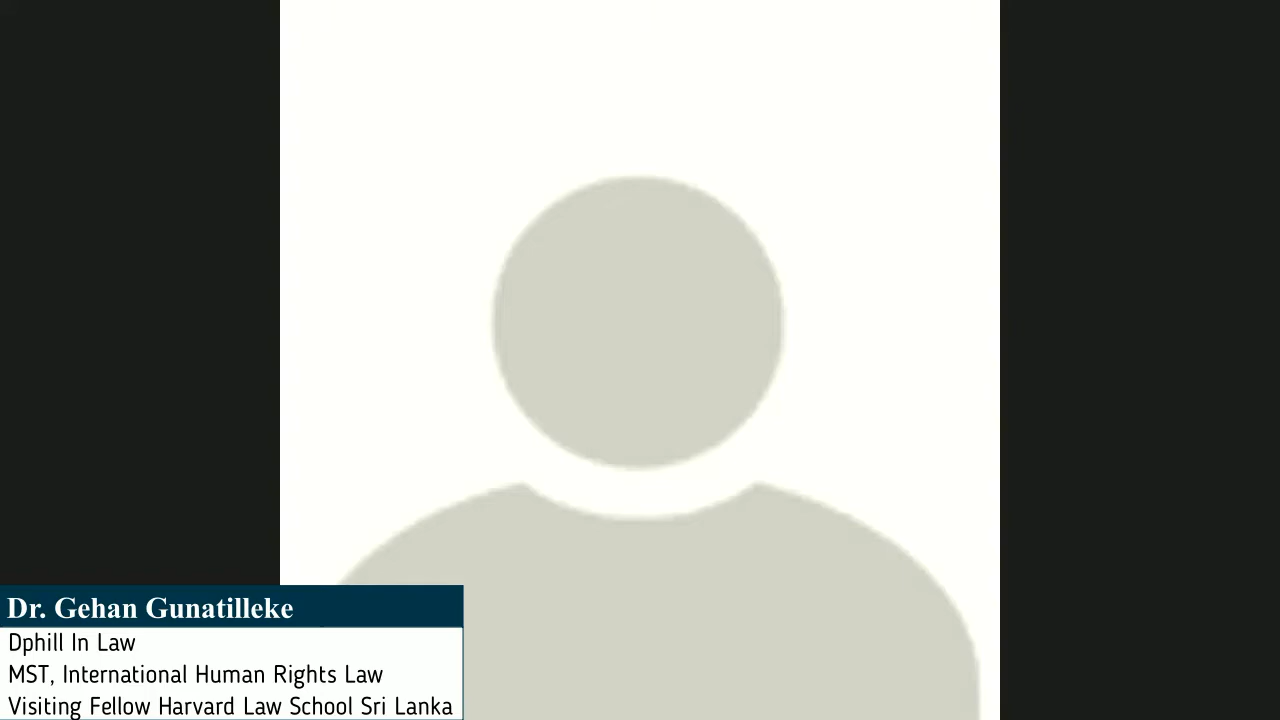 Dr. Gehan Gunatilleke
Dphill In Law
MST, International Human Rights Law
Visiting Fellow Harvard Law School Sri Lanka